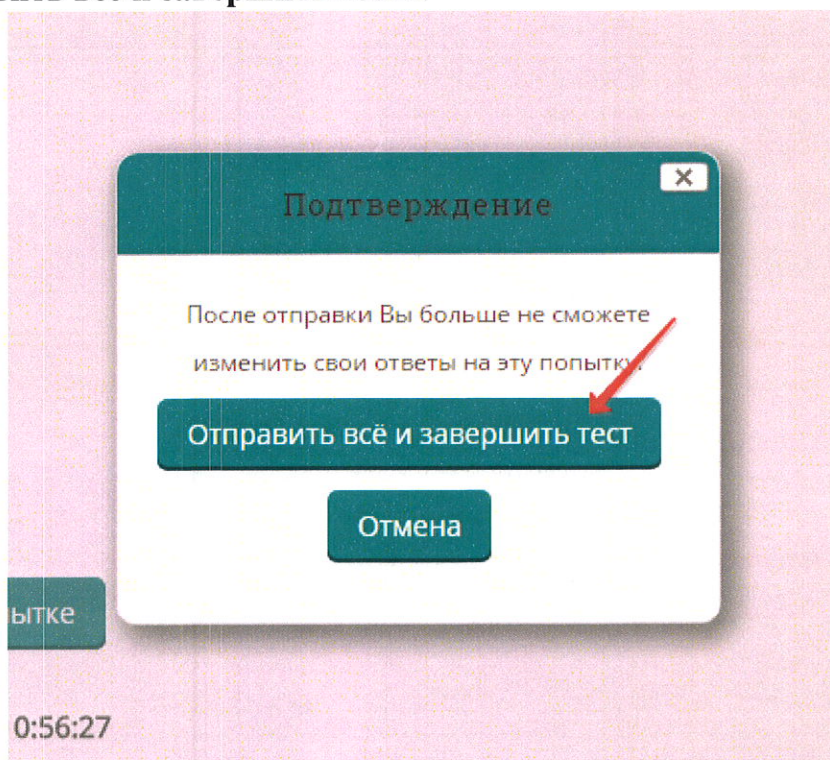 Подтверждение
После отправки Вы больше не сможете
изменить свои ответы на эту попытку.
Отправить всё и завершить тест
Отмена
0:56:27